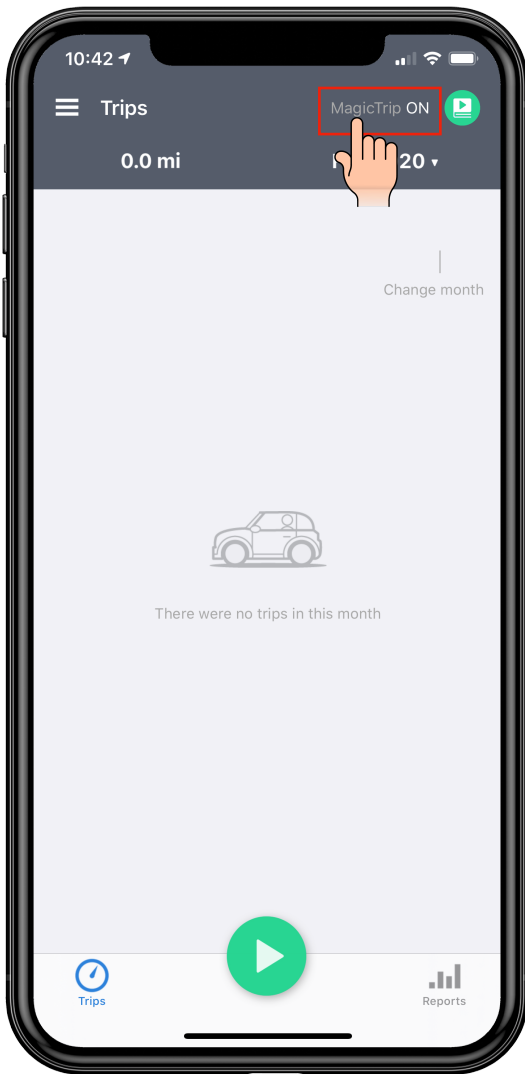 10:42
Trips
MagicTrip ON
0.0 mi
20
Change month
There were no trips in this month
Trips
Reports